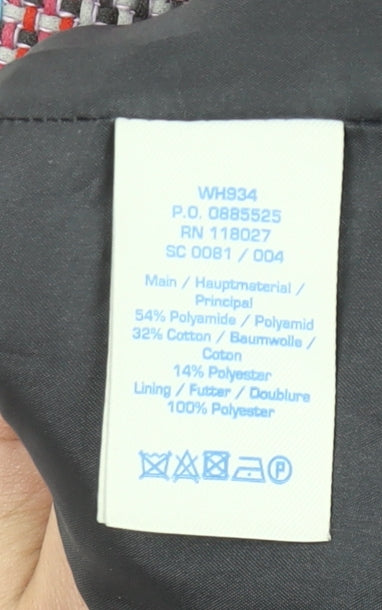 WH934
P.O. 0885525
RN 118027
SC 0081 / 004
Main / Hauptmaterial /
Principal
54% Polyamide / Polyamid
32% Cotton / Baumwolle /
Coton
14% Polyester
Lining / Futter / Doublure
100% Polyester
P